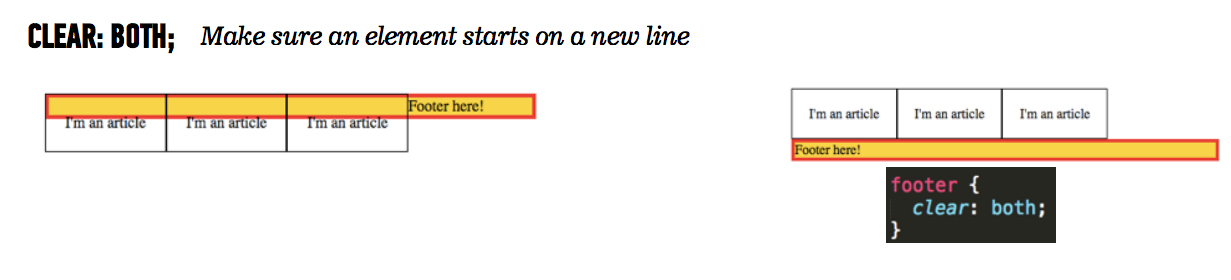 CLEAR: BOTH; Make sure an element starts on a new line
I'm an article I'm an article I'm an article Footer here!
I'm an article I'm an article I'm an article
Footer here!
footer {
clear: both;
}